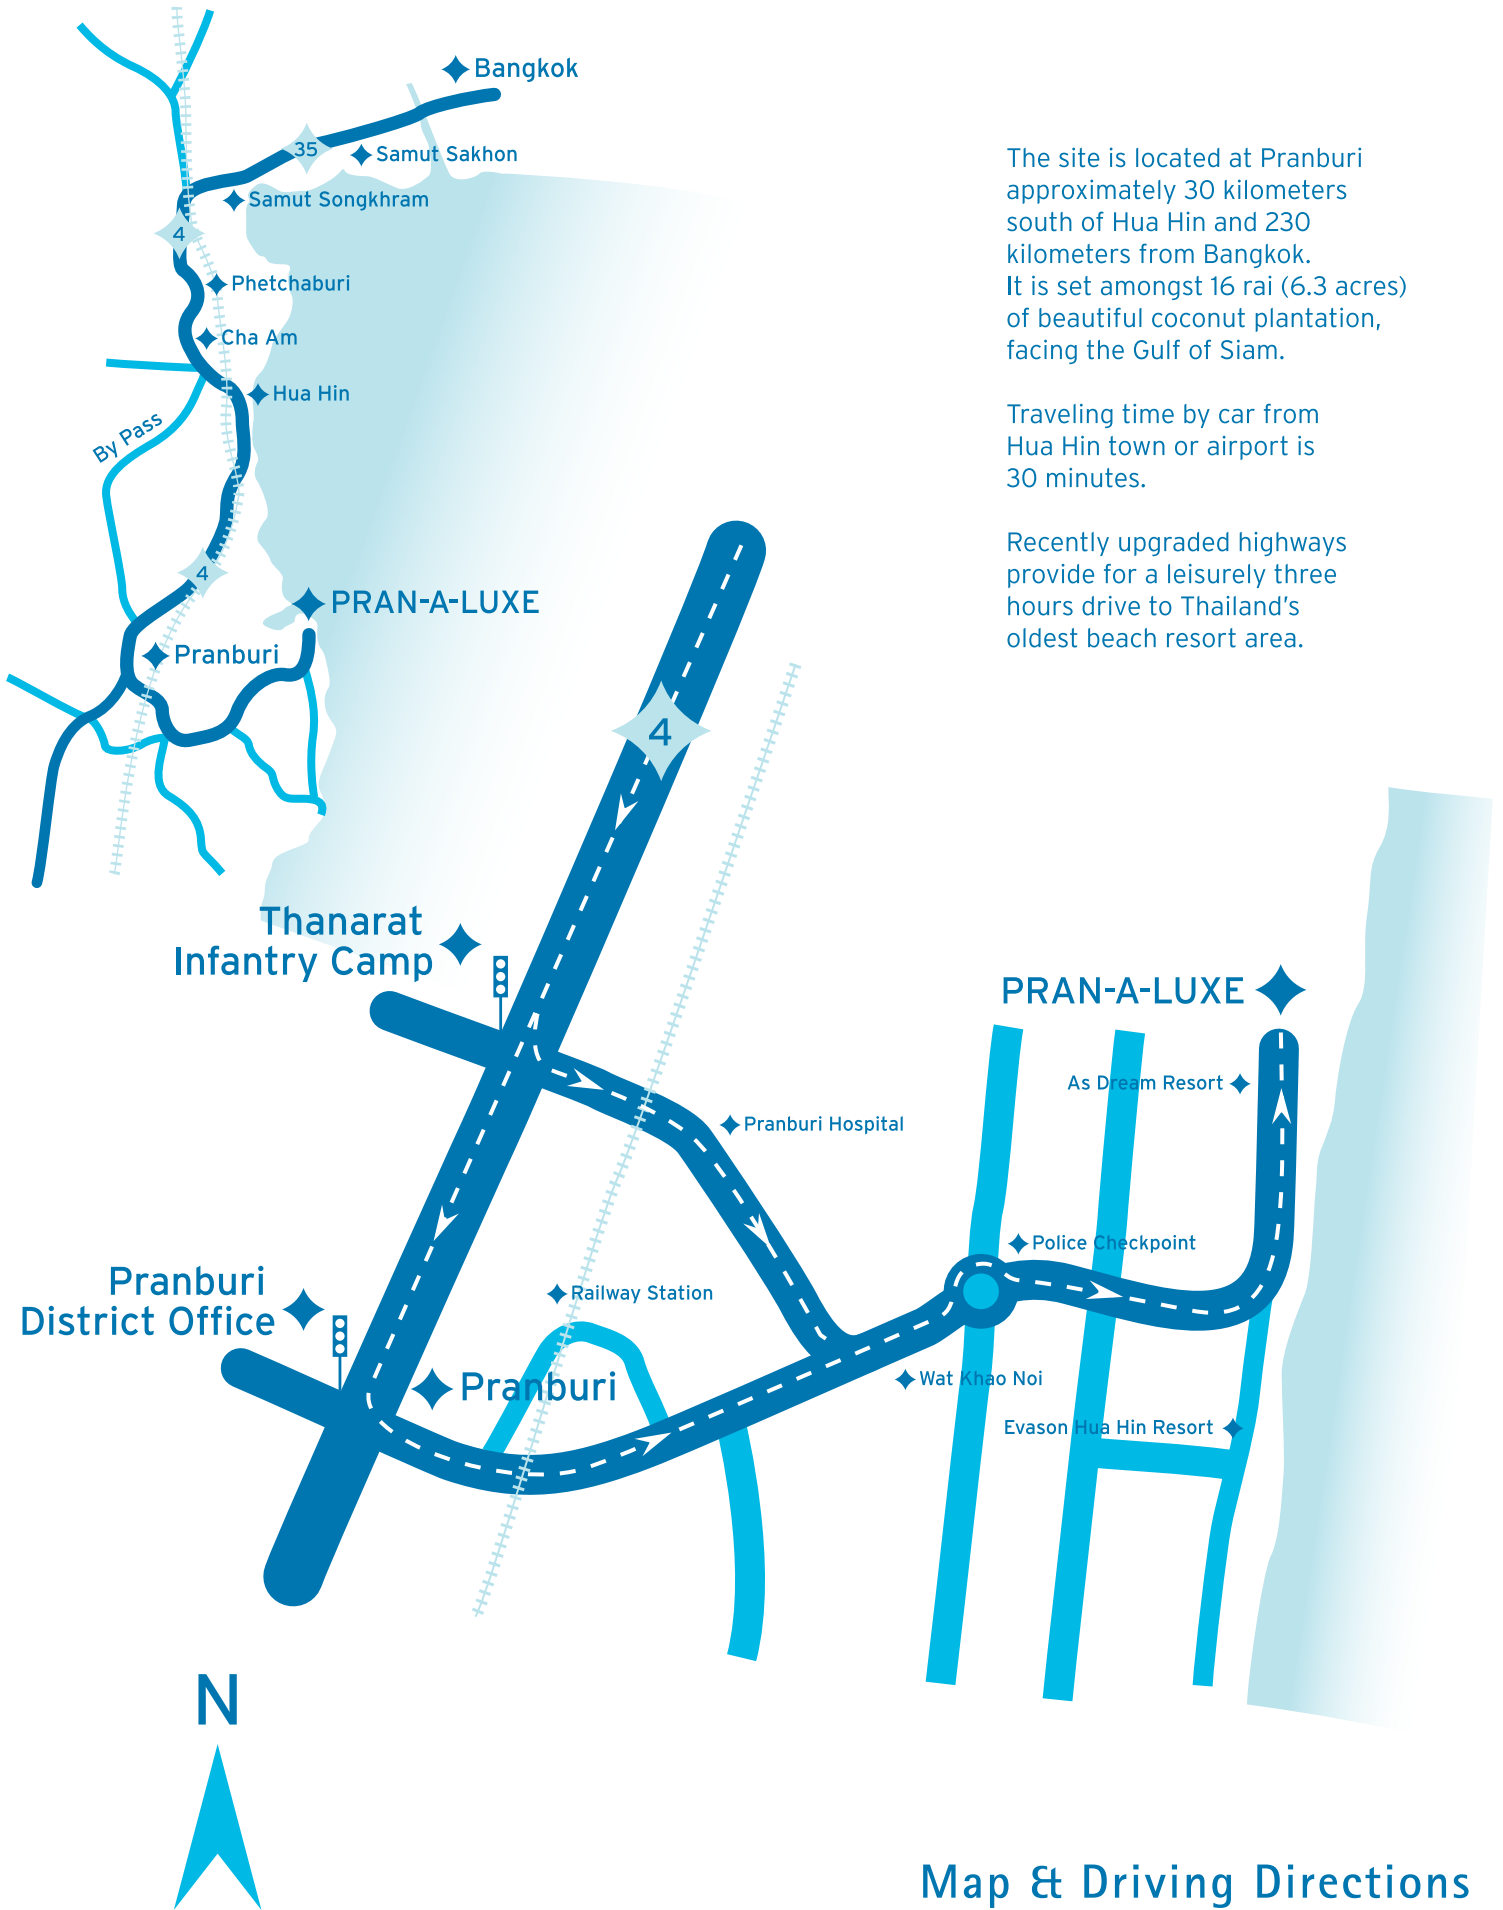 Bangkok
35
Samut Sakhon
Samut Songkhram
4
Phetchaburi
Cha Am
Hua Hin
By Pass
4
PRAN-A-LUXE
Pranburi
The site is located at Pranburi
approximately 30 kilometers
south of Hua Hin and 230
kilometers from Bangkok.
It is set amongst 16 rai (6.3 acres)
of beautiful coconut plantation,
facing the Gulf of Siam.
Traveling time by car from
Hua Hin town or airport is
30 minutes.
Recently upgraded highways
provide for a leisurely three
hours drive to Thailand's
oldest beach resort area.
4
Thanarat
Infantry Camp
PRAN-A-LUXE
As Dream Resort
Pranburi Hospital
Police Checkpoint
Pranburi
District Office
Railway Station
Pranburi
Wat Khao Noi
Evason Hua Hin Resort
N
Map & Driving Directions